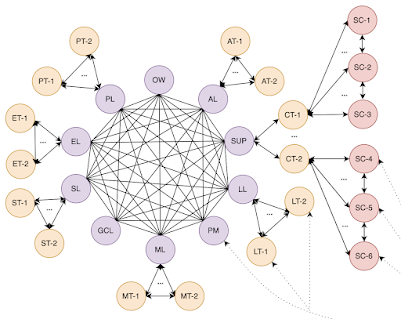 SC-1
PT-2
AT-1
...
PT-1
...
OW
...
AT-2
SC-2
PL
AL
...
ET-1
CT-1
SC-3
...
EL
SUP
...
ET-2
CT-2
SC-4
SL
LL
...
ST-1
...
LT-2
SC-5
ST-2
GCL
PM
...
...
ML
LT-1
SC-6
...
MT-1
MT-2